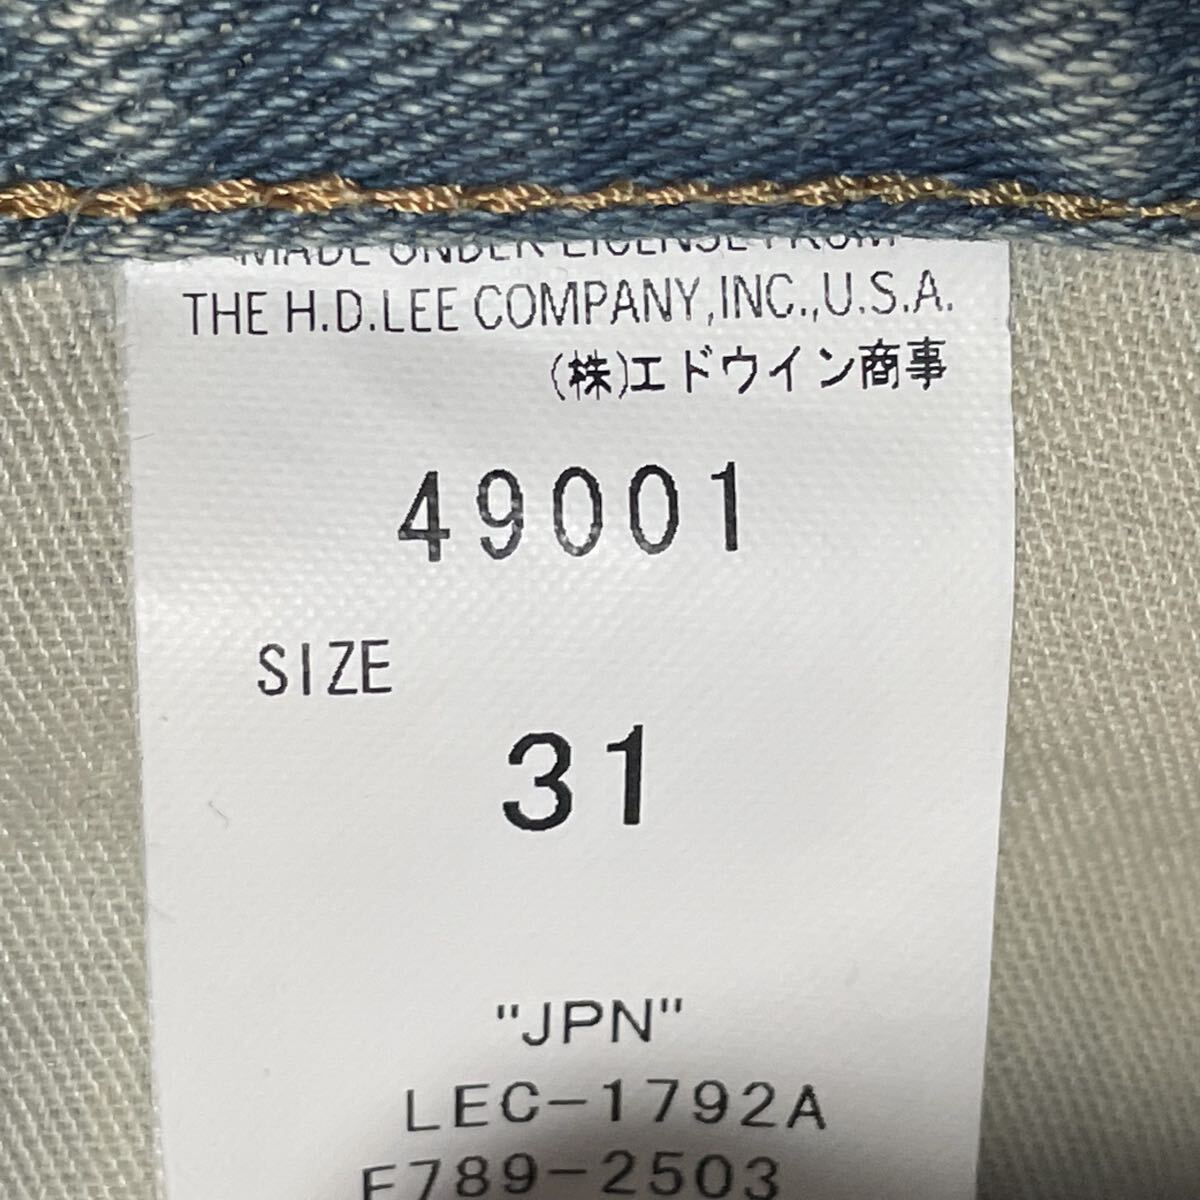 MADE UNDER LICENSE FROM
THE H.D.LEE COMPANY,INC.,U.S.A.
(株)エドウイン商事
49001
SIZE
31
"JPN"
LEC-1792A
F789-2503